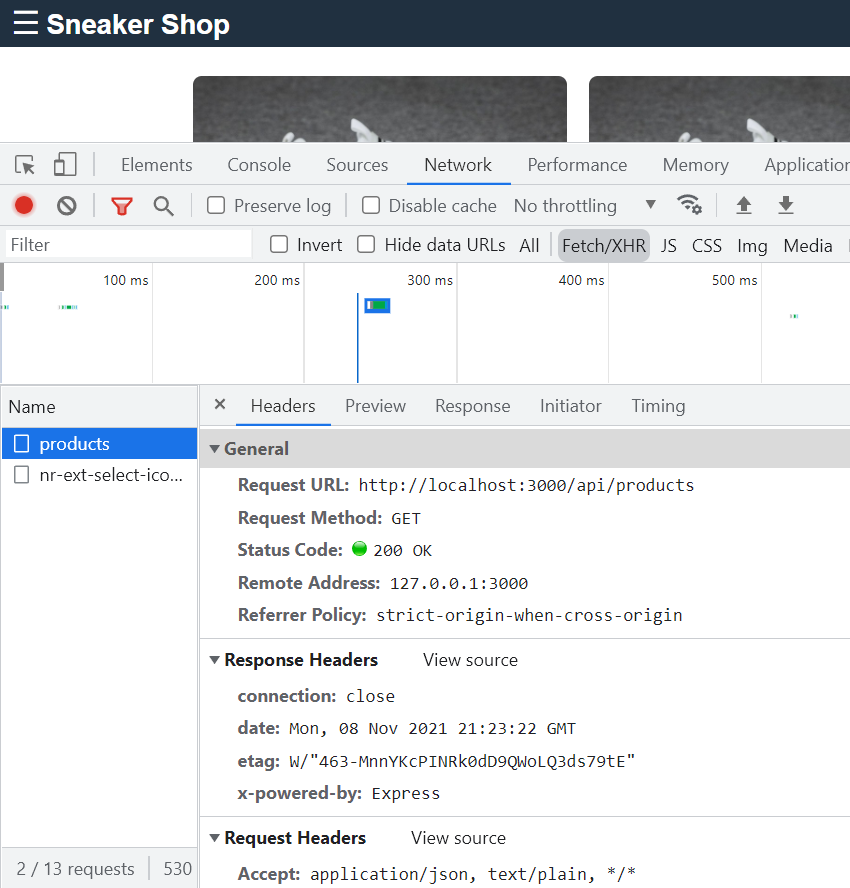 ☰ Sneaker Shop
Elements Console Sources Network Performance Memory Application
Preserve log Disable cache No throttling
Filter Invert Hide data URLs All Fetch/XHR JS CSS Img Media
100 ms 200 ms 300 ms 400 ms 500 ms
Name × Headers Preview Response Initiator Timing
products
nr-ext-select-ico...
General
Request URL: http://localhost:3000/api/products
Request Method: GET
Status Code: 200 OK
Remote Address: 127.0.0.1:3000
Referrer Policy: strict-origin-when-cross-origin
Response Headers View source
connection: close
date: Mon, 08 Nov 2021 21:23:22 GMT
etag: W/"463-MnnYKcPINRk0dD9QWoLQ3ds79tE"
x-powered-by: Express
Request Headers View source
Accept: application/json, text/plain, */*
2 / 13 requests 530